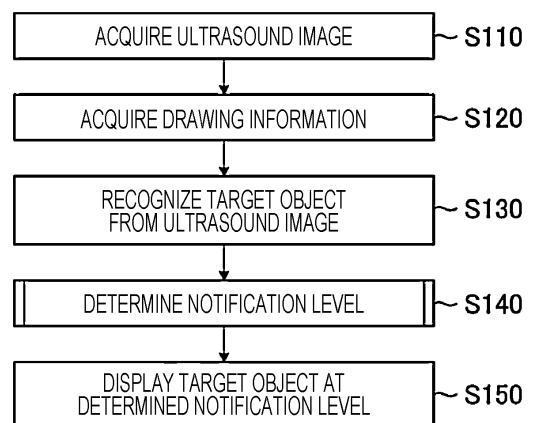 ACQUIRE ULTRASOUND IMAGE ~ S110
ACQUIRE DRAWING INFORMATION ~ S120
RECOGNIZE TARGET OBJECT
FROM ULTRASOUND IMAGE ~ S130
DETERMINE NOTIFICATION LEVEL ~ S140
DISPLAY TARGET OBJECT AT
DETERMINED NOTIFICATION LEVEL ~ S150